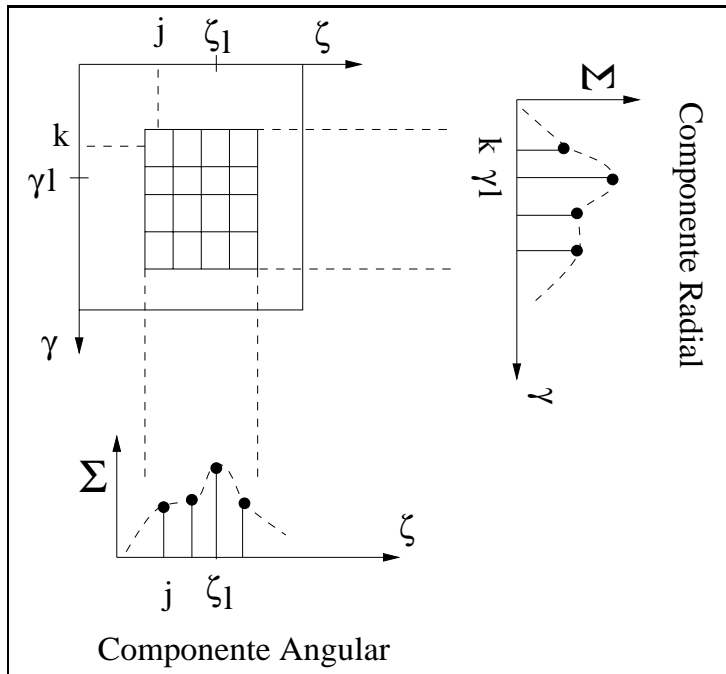 j ζl ζ
k
γl
γ
Σ
k γl
γ
Componente Radial
Σ
ζ
j ζl
Componente Angular